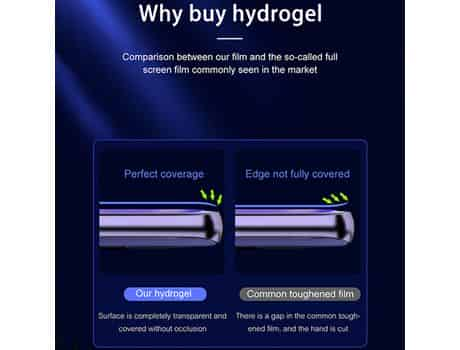 Why buy hydrogel
Comparison between our film and the so-called full
screen film commonly seen in the market
Perfect coverage
Edge not fully covered
Our hydrogel
Common toughened film
Surface is completely transparent and
covered without occlusion
There is a gap in the common tough-
ened film, and the hand is cut